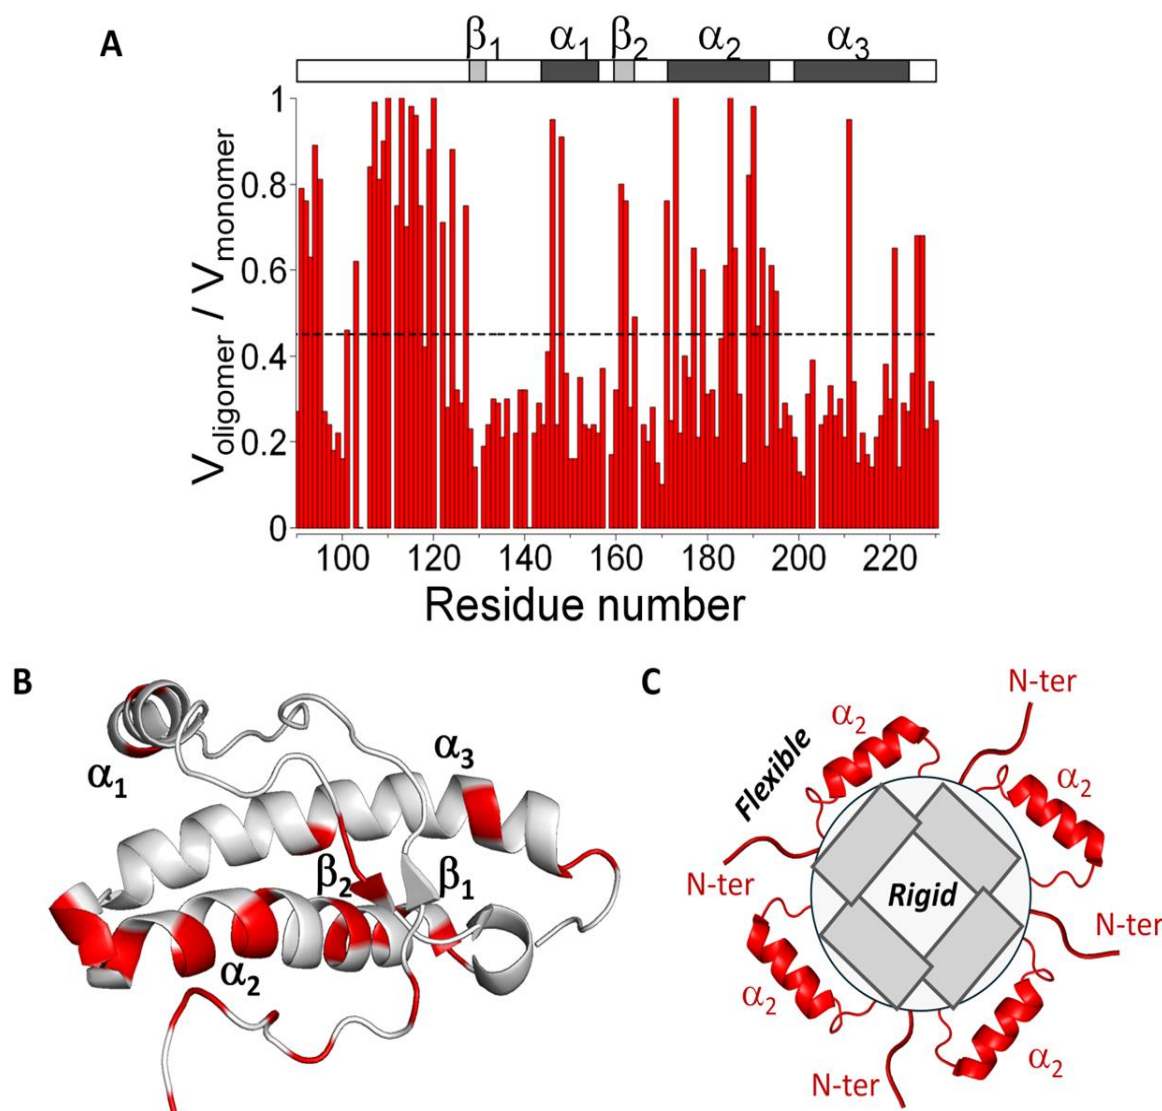 A
β1 α1 β2 α2 α3
Voligomer / Vmonomer
1
0.8
0.6
0.4
0.2
0
100 120 140 160 180 200 220
Residue number
B
α1
α3
β2
β1
α2
C
N-ter
α2
Flexible
α2
N-ter
Rigid
N-ter
α2
α2
N-ter